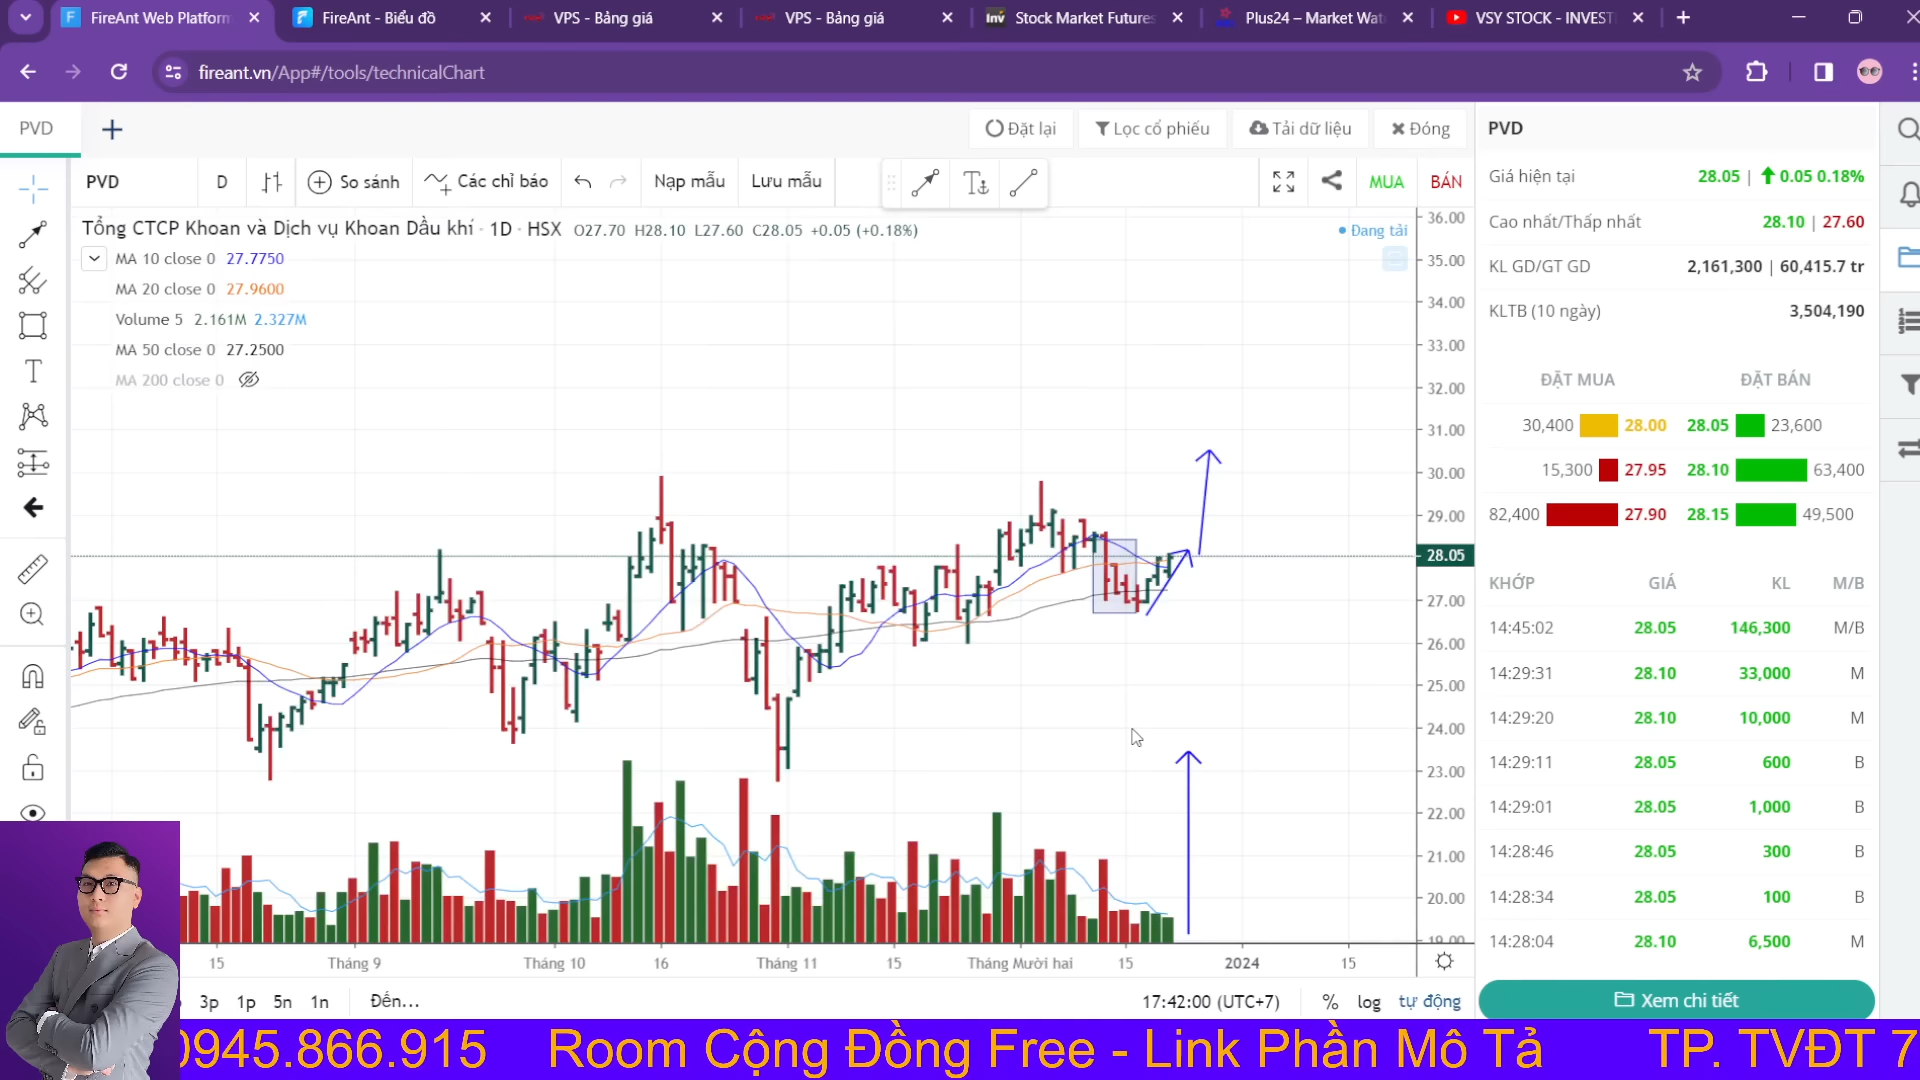 FireAnt Web Platform
FireAnt - Biểu đồ
VPS - Bảng giá
VPS - Bảng giá
Stock Market Futures
Plus24 – Market Wat
VSY STOCK - INVEST
fireant.vn/App#/tools/technicalChart
PVD
Đặt lại
Lọc cổ phiếu
Tải dữ liệu
Đóng
PVD
D
So sánh
Các chỉ báo
Nạp mẫu
Lưu mẫu
MUA
BÁN
Tổng CTCP Khoan và Dịch vụ Khoan Dầu khí · 1D · HSX O27.70 H28.10 L27.60 C28.05 +0.05 (+0.18%)
Đang tải
MA 10 close 0 27.7750
MA 20 close 0 27.9600
Volume 5 2.161M 2.327M
MA 50 close 0 27.2500
MA 200 close 0
36.00
35.00
34.00
33.00
32.00
31.00
30.00
29.00
28.05
27.00
26.00
25.00
24.00
23.00
22.00
21.00
20.00
19.00
15
Tháng 9
Tháng 10
16
Tháng 11
15
Tháng Mười hai
15
2024
15
3p 1p 5n 1n
Đến...
17:42:00 (UTC+7)
% log tự động
PVD
Giá hiện tại 28.05 | 0.05 0.18%
Cao nhất/Thấp nhất 28.10 | 27.60
KL GD/GT GD 2,161,300 | 60,415.7 tr
KLTB (10 ngày) 3,504,190
ĐẶT MUA ĐẶT BÁN
30,400 28.00 28.05 23,600
15,300 27.95 28.10 63,400
82,400 27.90 28.15 49,500
KHỚP GIÁ KL M/B
14:45:02 28.05 146,300 M/B
14:29:31 28.10 33,000 M
14:29:20 28.10 10,000 M
14:29:11 28.05 600 B
14:29:01 28.05 1,000 B
14:28:46 28.05 300 B
14:28:34 28.05 100 B
14:28:04 28.10 6,500 M
Xem chi tiết
0945.866.915 Room Cộng Đồng Free - Link Phần Mô Tả TP. TVĐT 7